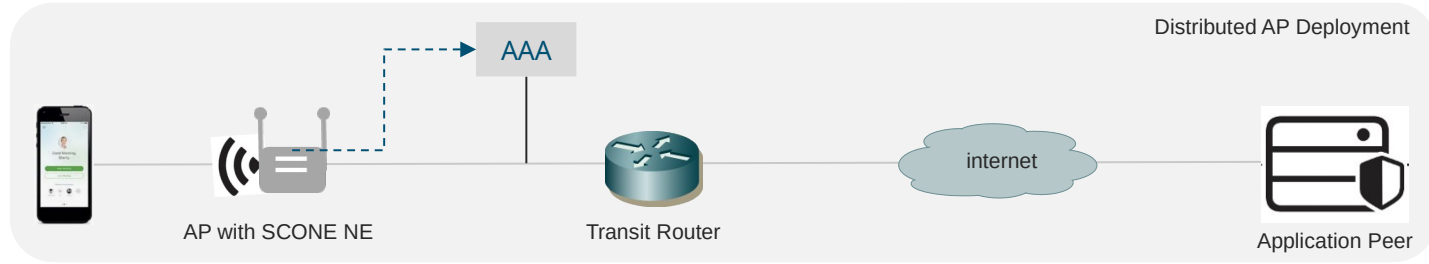 Distributed AP Deployment
AAA
internet
AP with SCONE NE
Transit Router
Application Peer